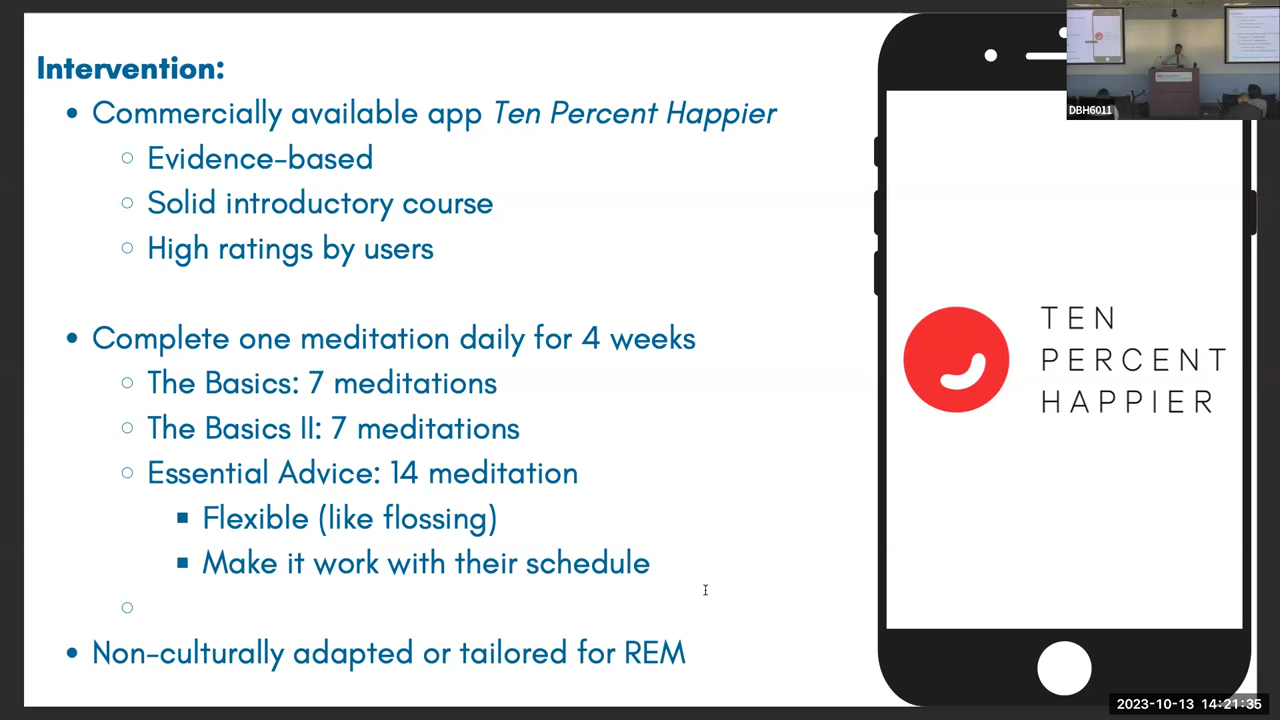 Intervention:
Commercially available app Ten Percent Happier
Evidence-based
Solid introductory course
High ratings by users
Complete one meditation daily for 4 weeks
The Basics: 7 meditations
The Basics II: 7 meditations
Essential Advice: 14 meditation
Flexible (like flossing)
Make it work with their schedule
Non-culturally adapted or tailored for REM
TEN
PERCENT
HAPPIER
DBH6011
2023-10-13 14:21:35